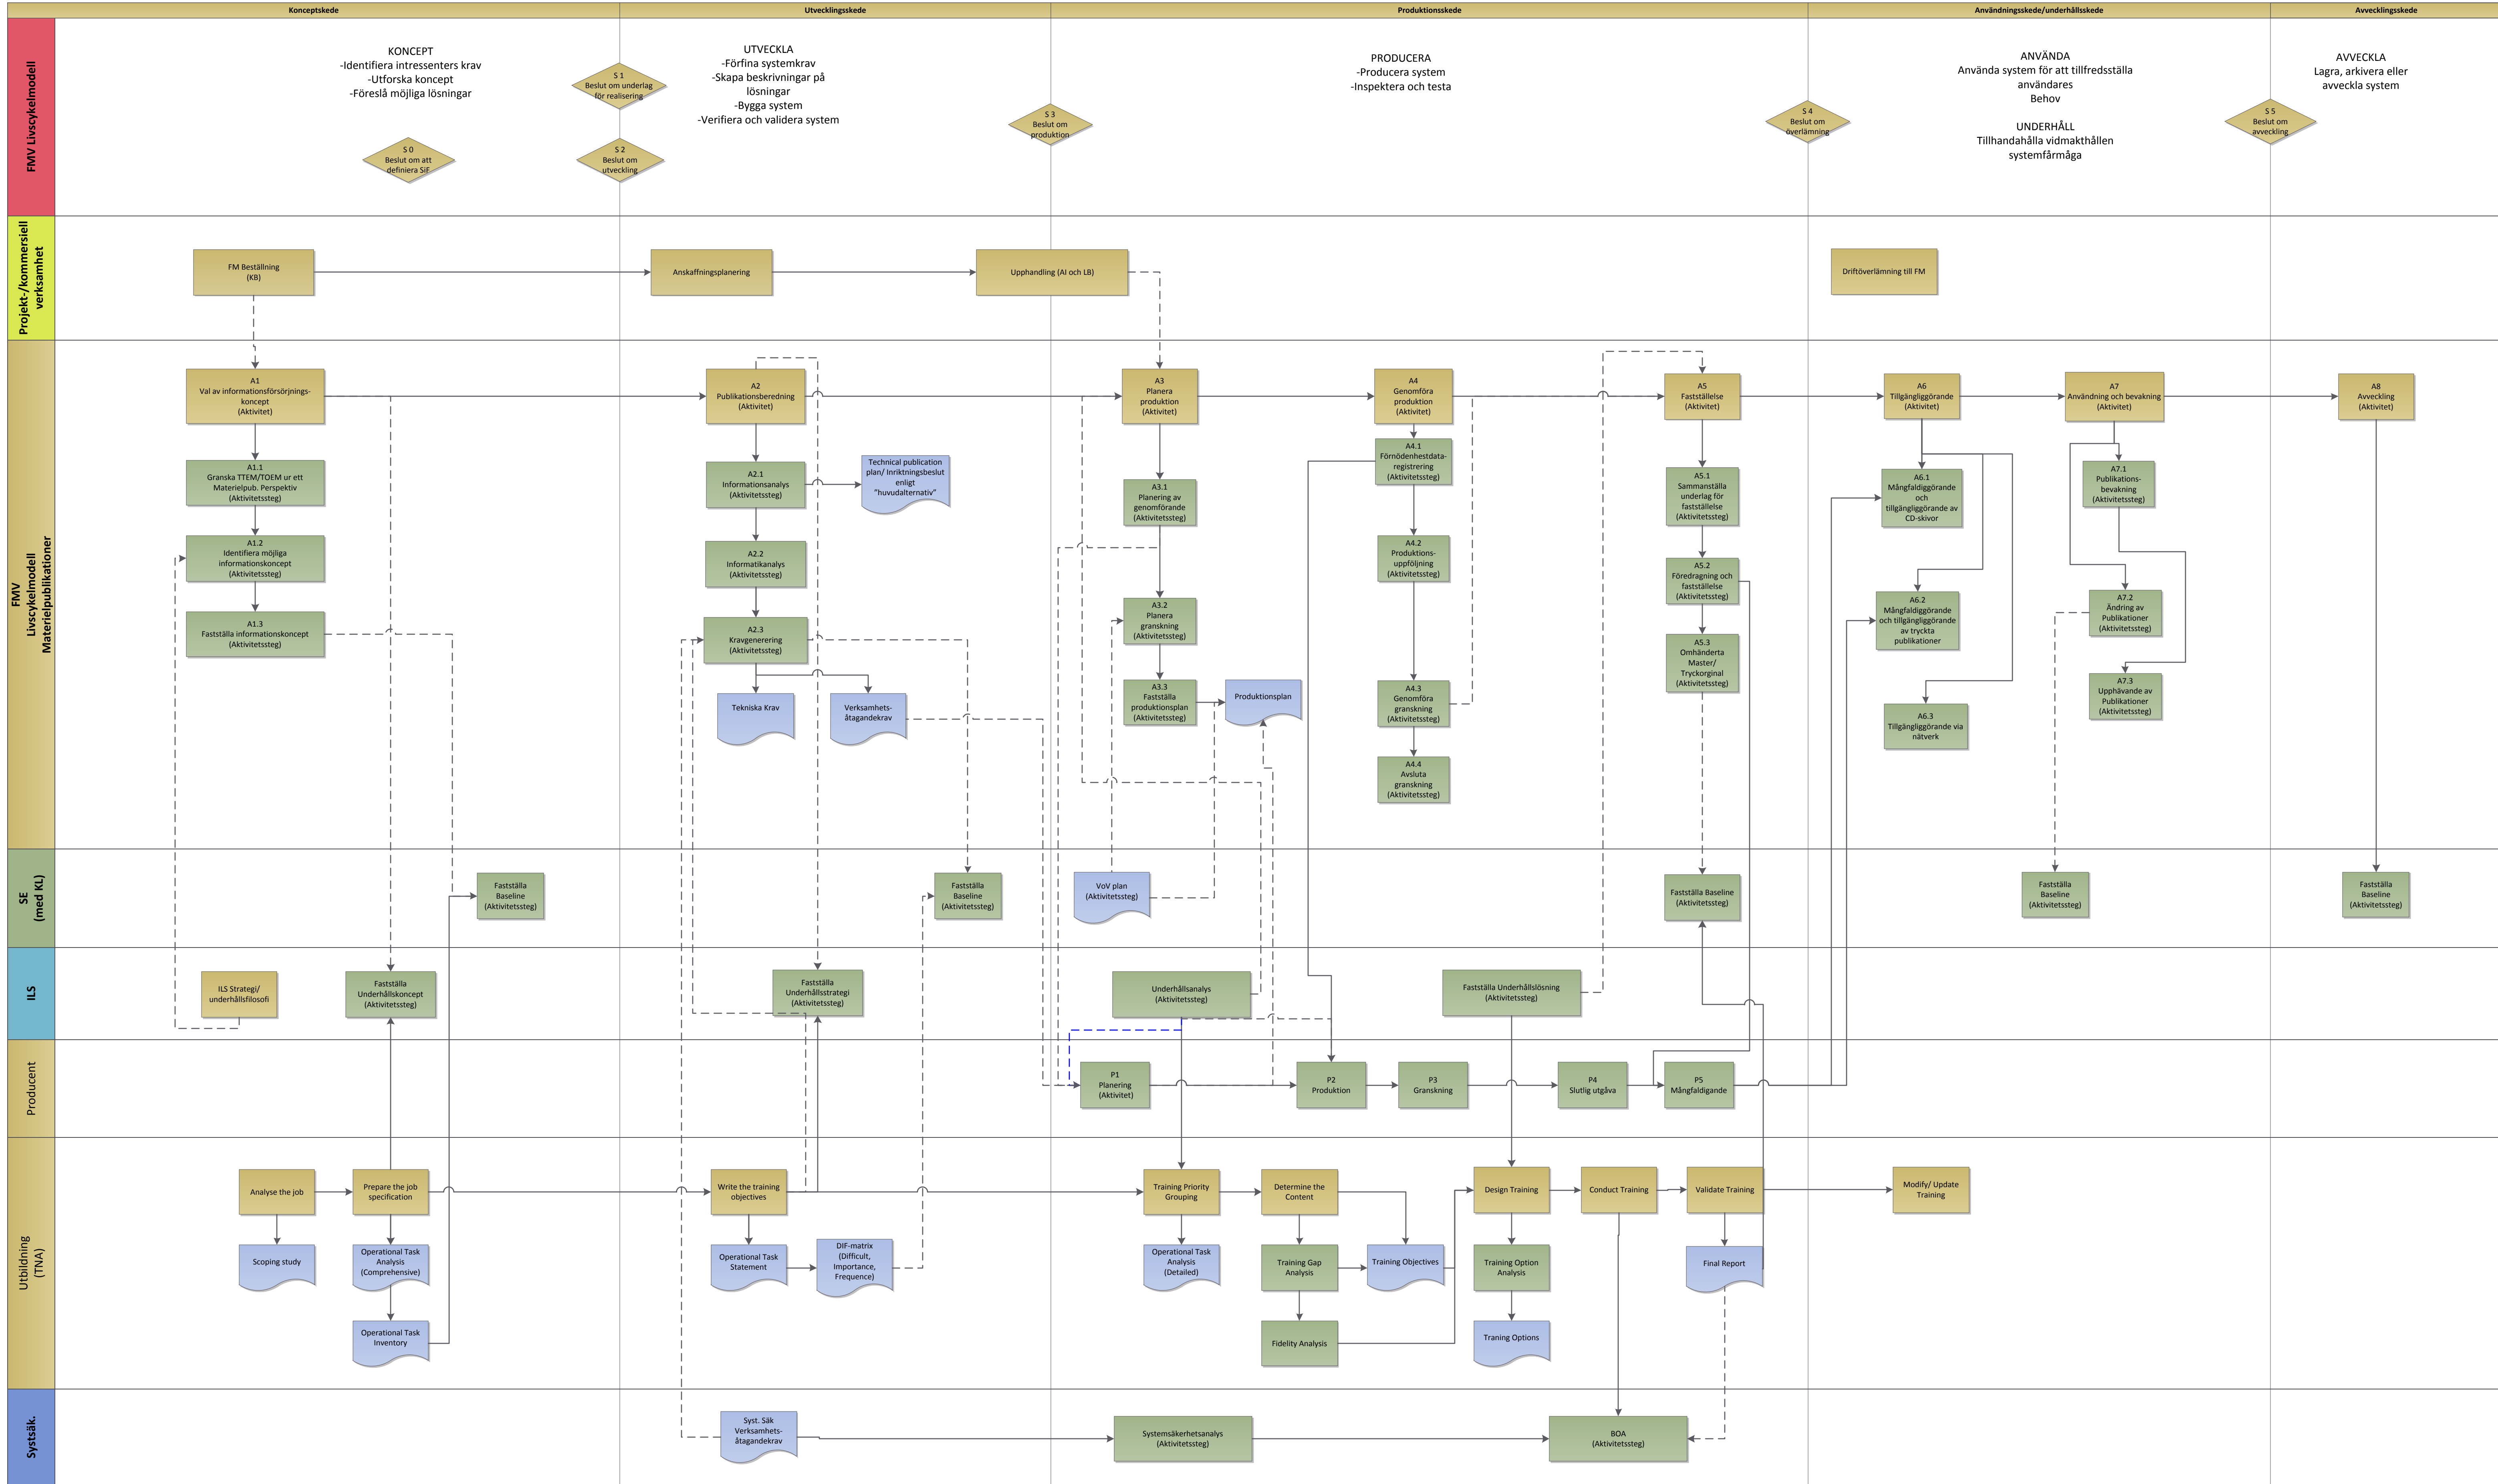 Konceptskede
Utvecklingsskede
Produktionsskede
Användningsskede/underhållsskede
Avvecklingsskede
FMV Livscykelmodell
KONCEPT
-Identifiera intressenters krav
-Utforska koncept
-Föreslå möjliga lösningar
S 0
Beslut om att
definiera SiF
S 1
Beslut om underlag
för realisering
S 2
Beslut om
utveckling
UTVECKLA
-Förfina systemkrav
-Skapa beskrivningar på
lösningar
-Bygga system
-Verifiera och validera system
S 3
Beslut om
produktion
PRODUCERA
-Producera system
-Inspektera och testa
S 4
Beslut om
överlämning
ANVÄNDA
Använda system för att tillfredsställa
användares
Behov
UNDERHÅLL
Tillhandahålla vidmakthållen
systemfårmåga
S 5
Beslut om
avveckling
AVVECKLA
Lagra, arkivera eller
avveckla system
Projekt-/kommersiell
verksamhet
FM Beställning
(KB)
Anskaffningsplanering
Upphandling (AI och LB)
Driftöverlämning till FM
FMV
Livscykelmodell
Materielpublikationer
A1
Val av informationsförsörjnings-
koncept
(Aktivitet)
A1.1
Granska TTEM/TOEM ur ett
Materielpub. Perspektiv
(Aktivitetssteg)
A1.2
Identifiera möjliga
informationskoncept
(Aktivitetssteg)
A1.3
Fastställa informationskoncept
(Aktivitetssteg)
A2
Publikationsberedning
(Aktivitet)
A2.1
Informationsanalys
(Aktivitetssteg)
Technical publication
plan/ Inriktningsbeslut
enligt
"huvudalternativ"
A2.2
Informatikanalys
(Aktivitetssteg)
A2.3
Kravgenerering
(Aktivitetssteg)
Tekniska Krav
Verksamhets-
åtagandekrav
A3
Planera
produktion
(Aktivitet)
A3.1
Planering av
genomförande
(Aktivitetssteg)
A3.2
Planera
granskning
(Aktivitetssteg)
A3.3
Fastställa
produktionsplan
(Aktivitetssteg)
Produktionsplan
A4
Genomföra
produktion
(Aktivitet)
A4.1
Förnödenhestdata-
registrering
(Aktivitetssteg)
A4.2
Produktions-
uppföljning
(Aktivitetssteg)
A4.3
Genomföra
granskning
(Aktivitetssteg)
A4.4
Avsluta
granskning
(Aktivitetssteg)
A5
Fastställelse
(Aktivitet)
A5.1
Sammanställa
underlag för
fastställelse
(Aktivitetssteg)
A5.2
Föredragning och
fastställelse
(Aktivitetssteg)
A5.3
Omhänderta
Master/
Tryckorginal
(Aktivitetssteg)
A6
Tillgängliggörande
(Aktivitet)
A6.1
Mångfaldiggörande
och
tillgängliggörande av
CD-skivor
A6.2
Mångfaldiggörande
och tillgängliggörande
av tryckta
publikationer
A6.3
Tillgängliggörande via
nätverk
A7
Användning och bevakning
(Aktivitet)
A7.1
Publikations-
bevakning
(Aktivitetssteg)
A7.2
Ändring av
Publikationer
(Aktivitetssteg)
A7.3
Upphävande av
Publikationer
(Aktivitetssteg)
A8
Avveckling
(Aktivitet)
SE
(med KL)
Fastställa
Baseline
(Aktivitetssteg)
Fastställa
Baseline
(Aktivitetssteg)
VoV plan
(Aktivitetssteg)
Fastställa Baseline
(Aktivitetssteg)
Fastställa
Baseline
(Aktivitetssteg)
Fastställa
Baseline
(Aktivitetssteg)
ILS
ILS Strategi/
underhållsfilosofi
Fastställa
Underhållskoncept
(Aktivitetssteg)
Fastställa
Underhållsstrategi
(Aktivitetssteg)
Underhållsanalys
(Aktivitetssteg)
Fastställa Underhållslösning
(Aktivitetssteg)
Producent
P1
Planering
(Aktivitet)
P2
Produktion
P3
Granskning
P4
Slutlig utgåva
P5
Mångfaldigande
Utbildning
(TNA)
Analyse the job
Prepare the job
specification
Write the training
objectives
Training Priority
Grouping
Determine the
Content
Design Training
Conduct Training
Validate Training
Modify/ Update
Training
Scoping study
Operational Task
Analysis
(Comprehensive)
Operational Task
Statement
DIF-matrix
(Difficult,
Importance,
Frequence)
Operational Task
Analysis
(Detailed)
Training Gap
Analysis
Training Objectives
Training Option
Analysis
Final Report
Operational Task
Inventory
Fidelity Analysis
Traning Options
Systsäk.
Syst. Säk
Verksamhets-
åtagandekrav
Systemsäkerhetsanalys
(Aktivitetssteg)
BOA
(Aktivitetssteg)